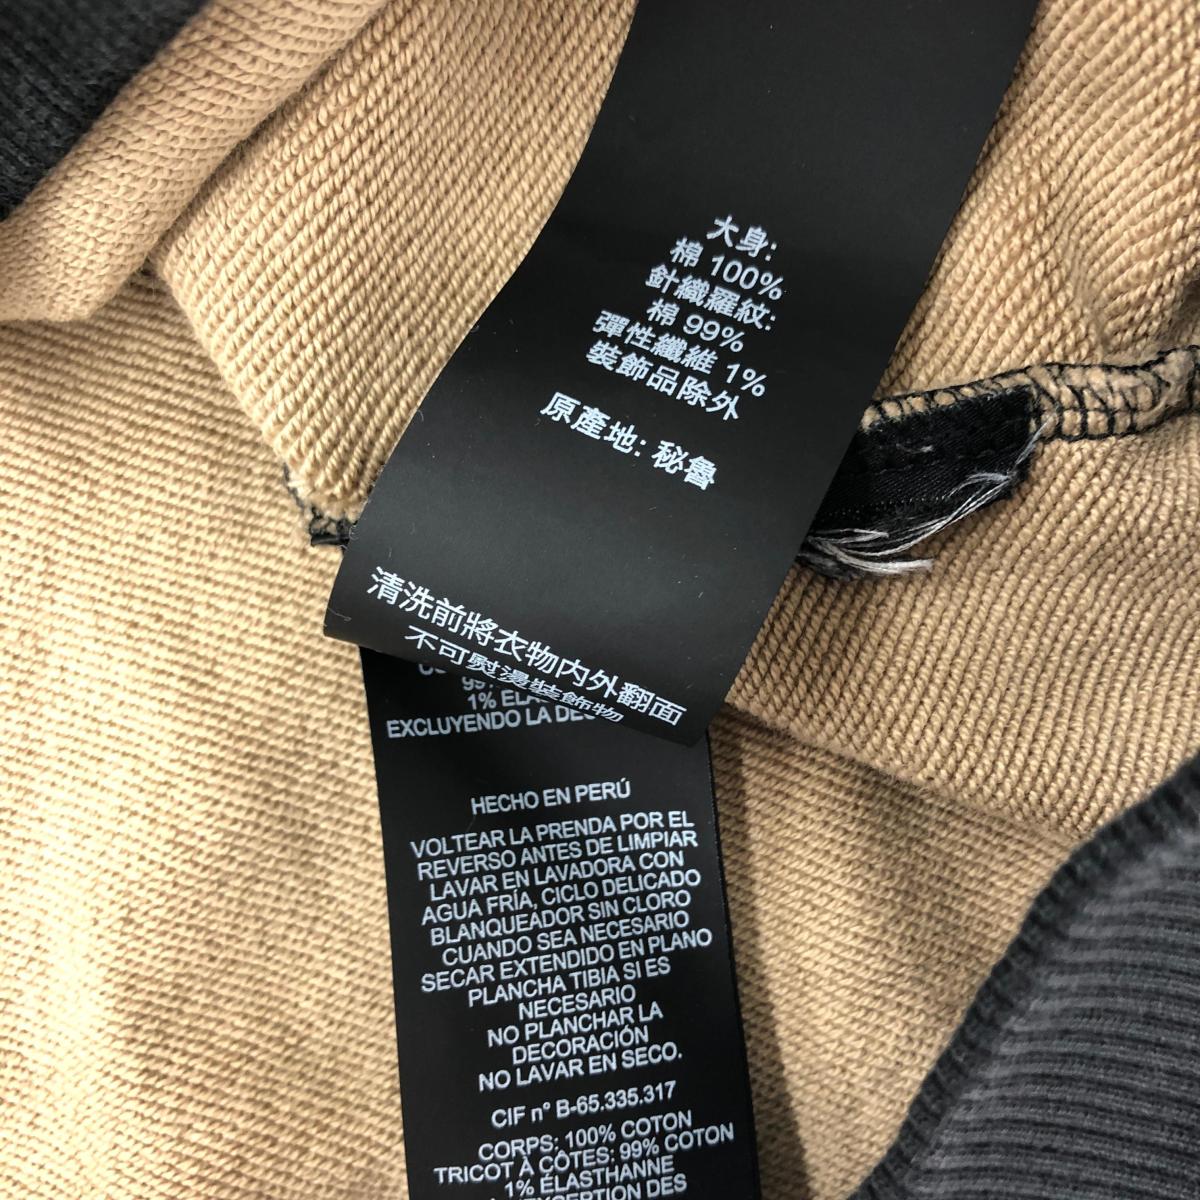 大身:
棉 100%
針織羅紋:
棉 99%
彈性纖維 1%
裝飾品除外
原產地: 秘魯
清洗前將衣物內外翻面
不可熨燙裝飾物
1% ELA
EXCLUYENDO LA DEC
HECHO EN PERÚ
VOLTEAR LA PRENDA POR EL
REVERSO ANTES DE LIMPIAR
LAVAR EN LAVADORA CON
AGUA FRÍA, CICLO DELICADO
BLANQUEADOR SIN CLORO
CUANDO SEA NECESARIO
SECAR EXTENDIDO EN PLANO
PLANCHA TIBIA SI ES
NECESARIO
NO PLANCHAR LA
DECORACIÓN
NO LAVAR EN SECO.
CIF nº B-65.335.317
CORPS: 100% COTON
TRICOT À CÔTES: 99% COTON
1% ÉLASTHANNE
EXCEPTION DES